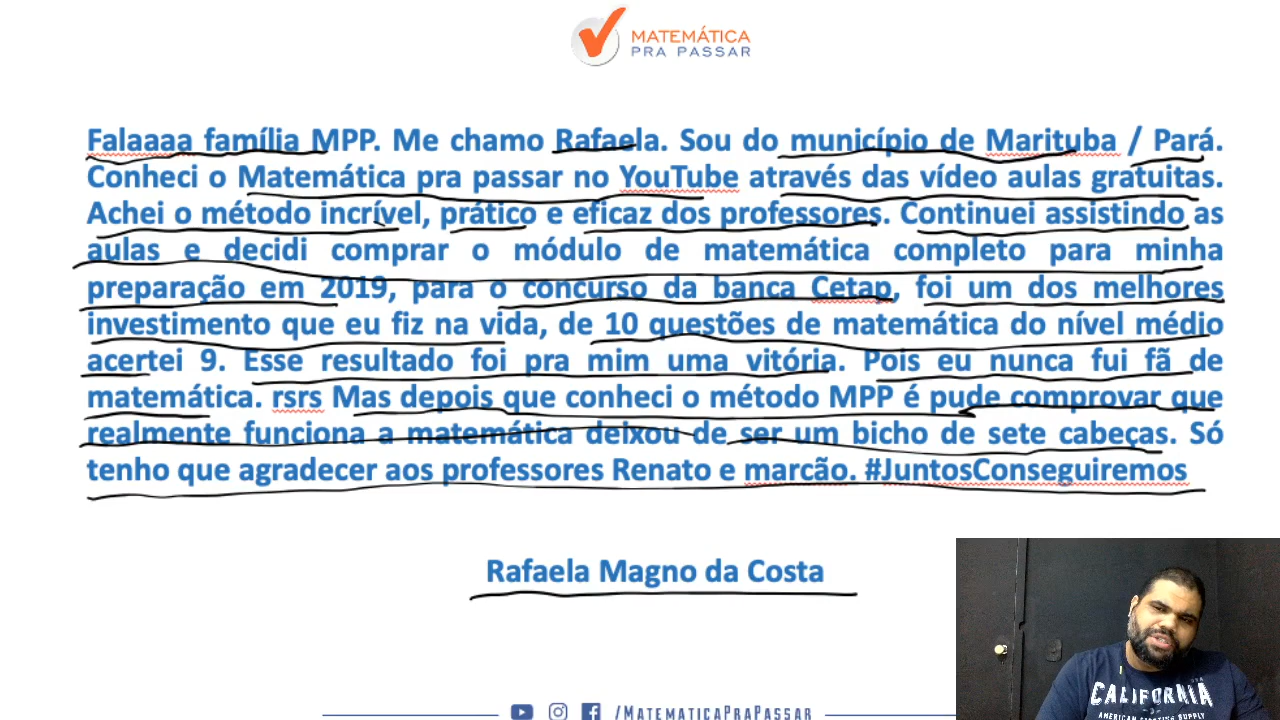 MATEMÁTICA
PRA PASSAR
Falaaaa família MPP. Me chamo Rafaela. Sou do município de Marituba / Pará.
Conheci o Matemática pra passar no YouTube através das vídeo aulas gratuitas.
Achei o método incrível, prático e eficaz dos professores. Continuei assistindo as
aulas e decidi comprar o módulo de matemática completo para minha
preparação em 2019, para o concurso da banca Cetap, foi um dos melhores
investimento que eu fiz na vida, de 10 questões de matemática do nível médio
acertei 9. Esse resultado foi pra mim uma vitória. Pois eu nunca fui fã de
matemática. rsrs Mas depois que conheci o método MPP é pude comprovar que
realmente funciona a matemática deixou de ser um bicho de sete cabeças. Só
tenho que agradecer aos professores Renato e marcão. #JuntosConseguiremos
Rafaela Magno da Costa
CALIFORNIA
AMERICAN SUPPLY
/MATEMATICAPRAPASSAR